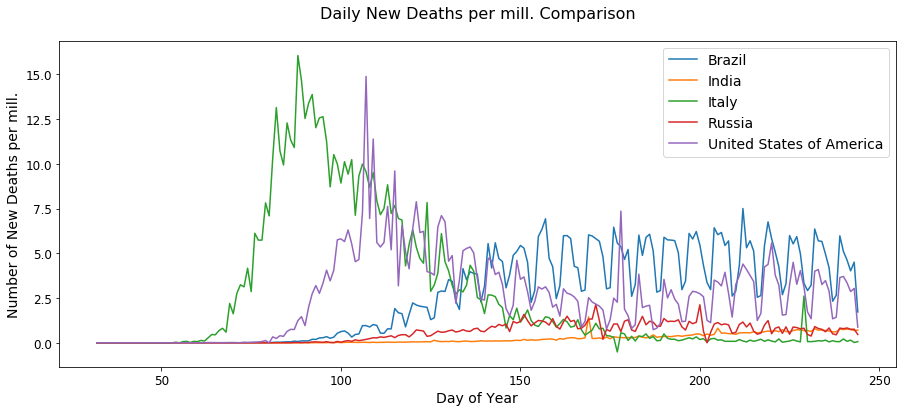 Daily New Deaths per mill. Comparison
Number of New Deaths per mill.
15.0
12.5
10.0
7.5
5.0
2.5
0.0
Brazil
India
Italy
Russia
United States of America
50
100
150
200
250
Day of Year